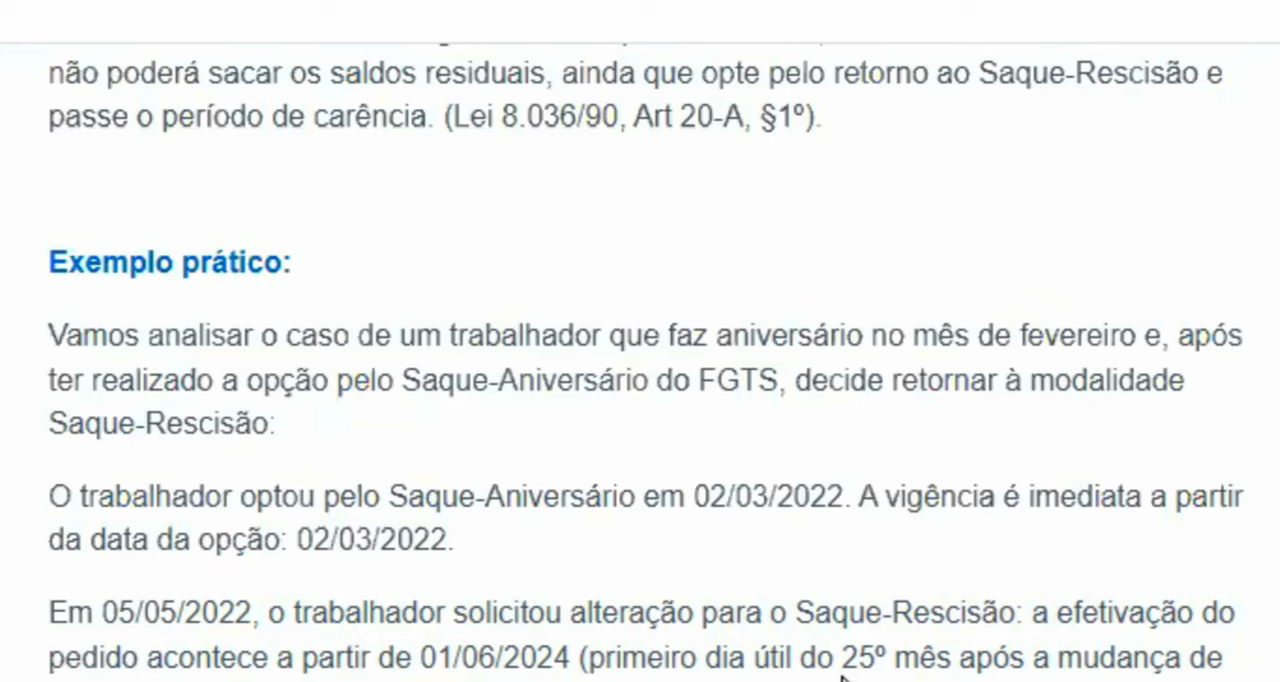 não poderá sacar os saldos residuais, ainda que opte pelo retorno ao Saque-Rescisão e
passe o período de carência. (Lei 8.036/90, Art 20-A, §1º).
Exemplo prático:
Vamos analisar o caso de um trabalhador que faz aniversário no mês de fevereiro e, após
ter realizado a opção pelo Saque-Aniversário do FGTS, decide retornar à modalidade
Saque-Rescisão:
O trabalhador optou pelo Saque-Aniversário em 02/03/2022. A vigência é imediata a partir
da data da opção: 02/03/2022.
Em 05/05/2022, o trabalhador solicitou alteração para o Saque-Rescisão: a efetivação do
pedido acontece a partir de 01/06/2024 (primeiro dia útil do 25º mês após a mudança de